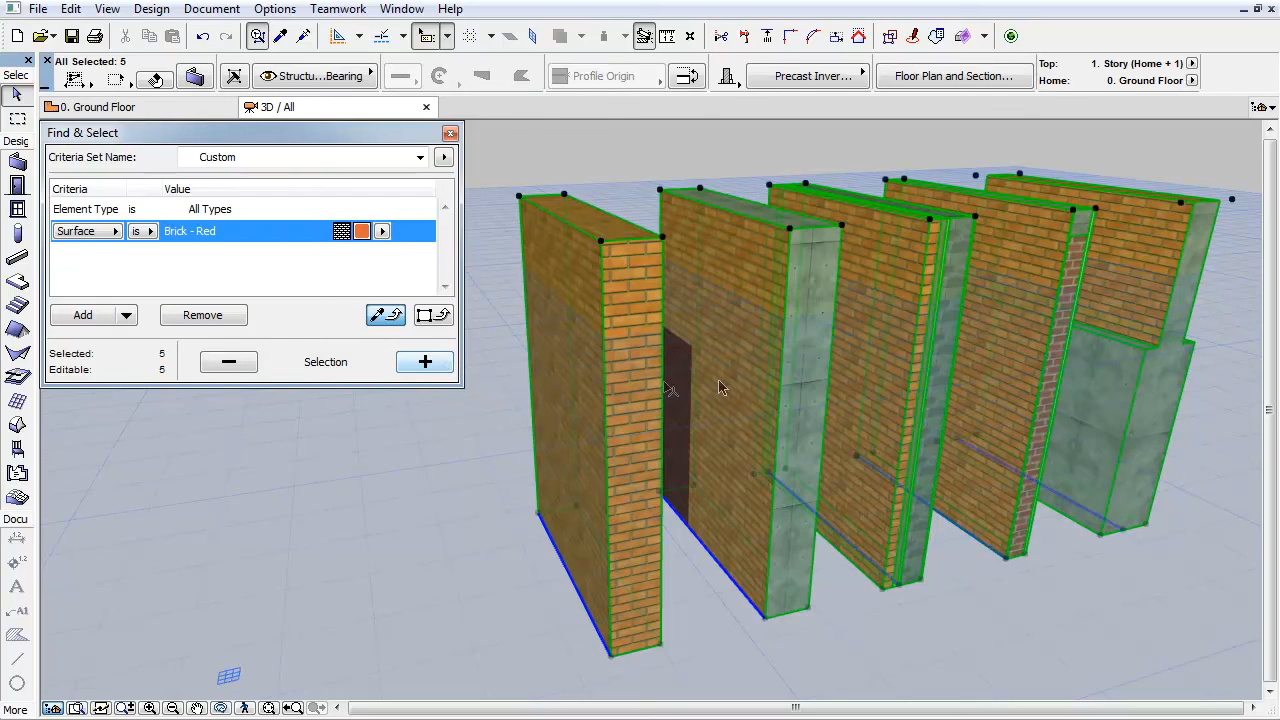 File Edit View Design Document Options Teamwork Window Help
Selec
All Selected: 5
Structu...Bearing
Profile Origin
Precast Inver...
Floor Plan and Section...
Top: 1. Story (Home + 1)
Home: 0. Ground Floor
0. Ground Floor
3D / All
Desig
Find & Select
Criteria Set Name: Custom
Criteria Value
Element Type is All Types
Surface is Brick - Red
Add Remove
Selected: 5
Editable: 5
Selection
Docu
A
A1
More